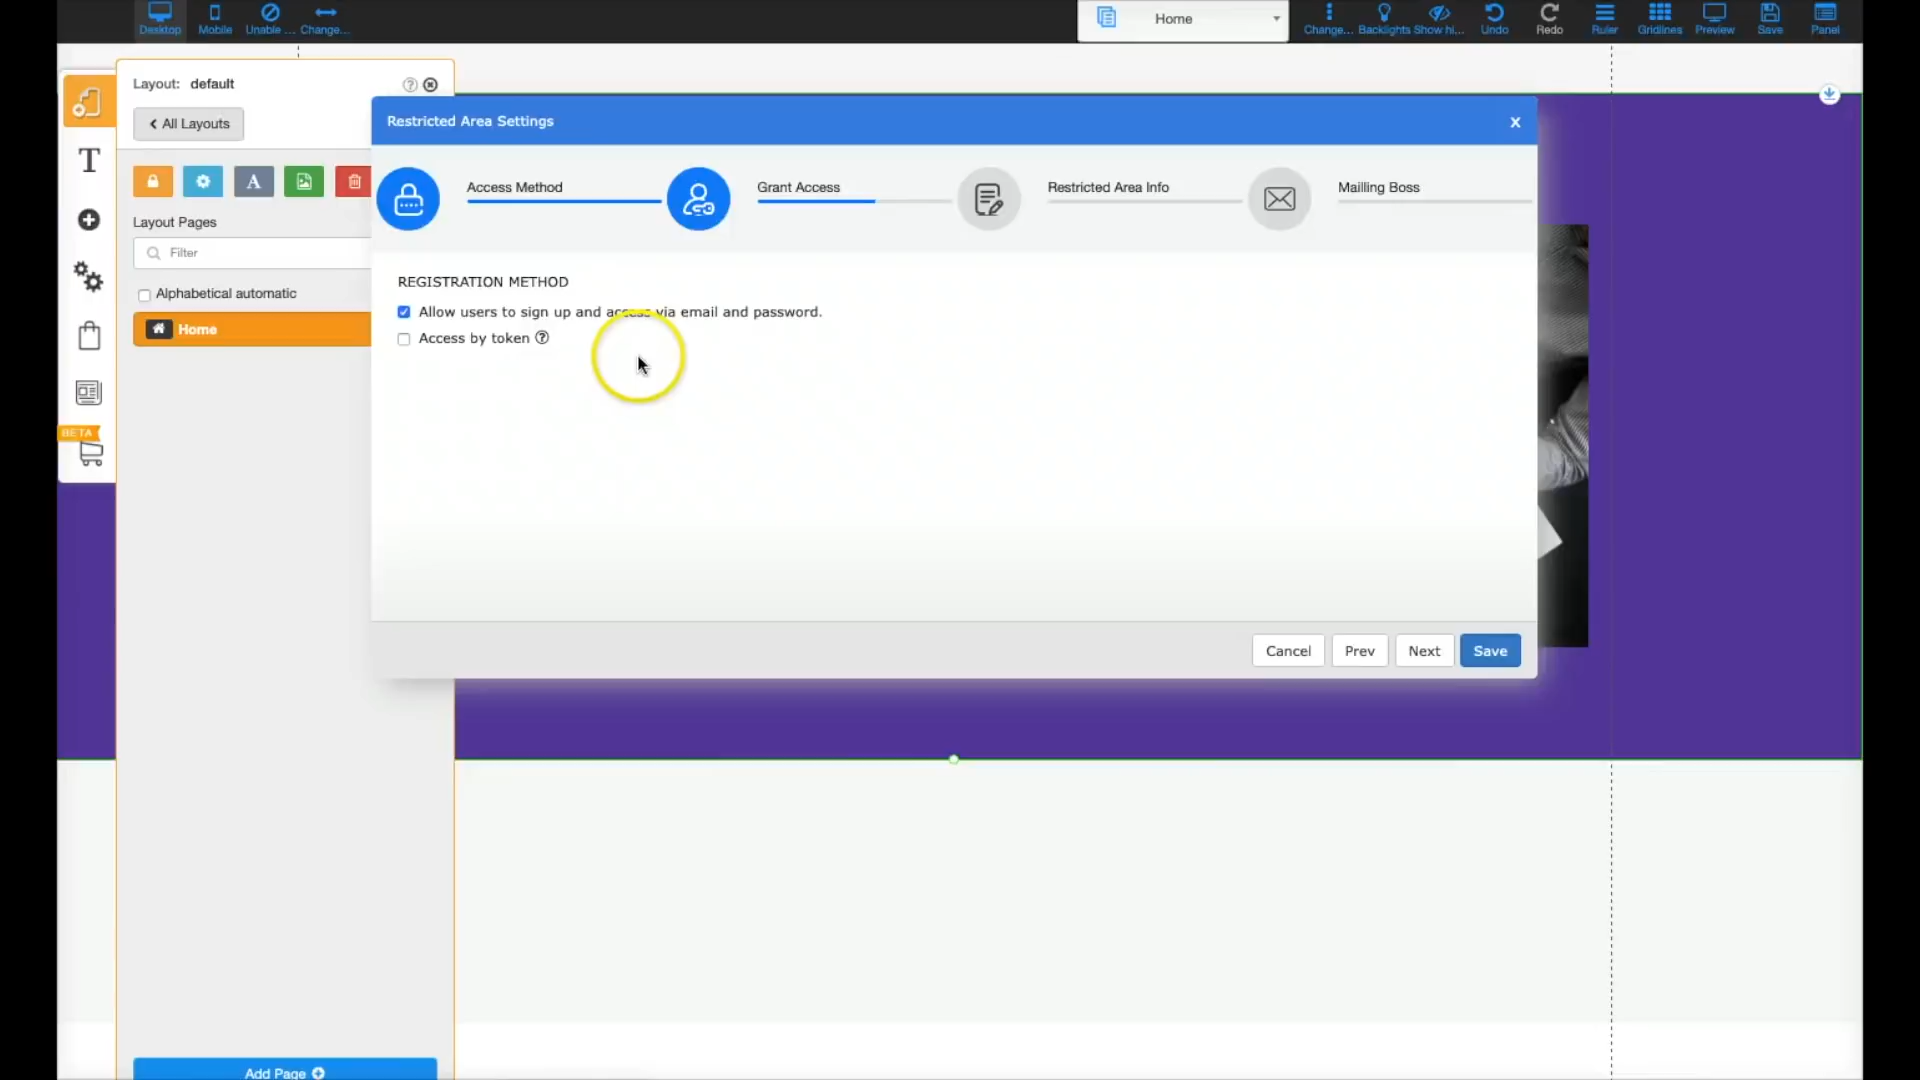 Desktop Mobile Unable ... Change... Home Change... Backlights Show hi... Undo Redo Ruler Gridlines Preview Save Panel
Layout: default
< All Layouts
Restricted Area Settings x
Access Method Grant Access Restricted Area Info Mailling Boss
A
T
Layout Pages
Filter
Alphabetical automatic
Home
REGISTRATION METHOD
Allow users to sign up and access via email and password.
Access by token ?
BETA
Cancel Prev Next Save
Add Page